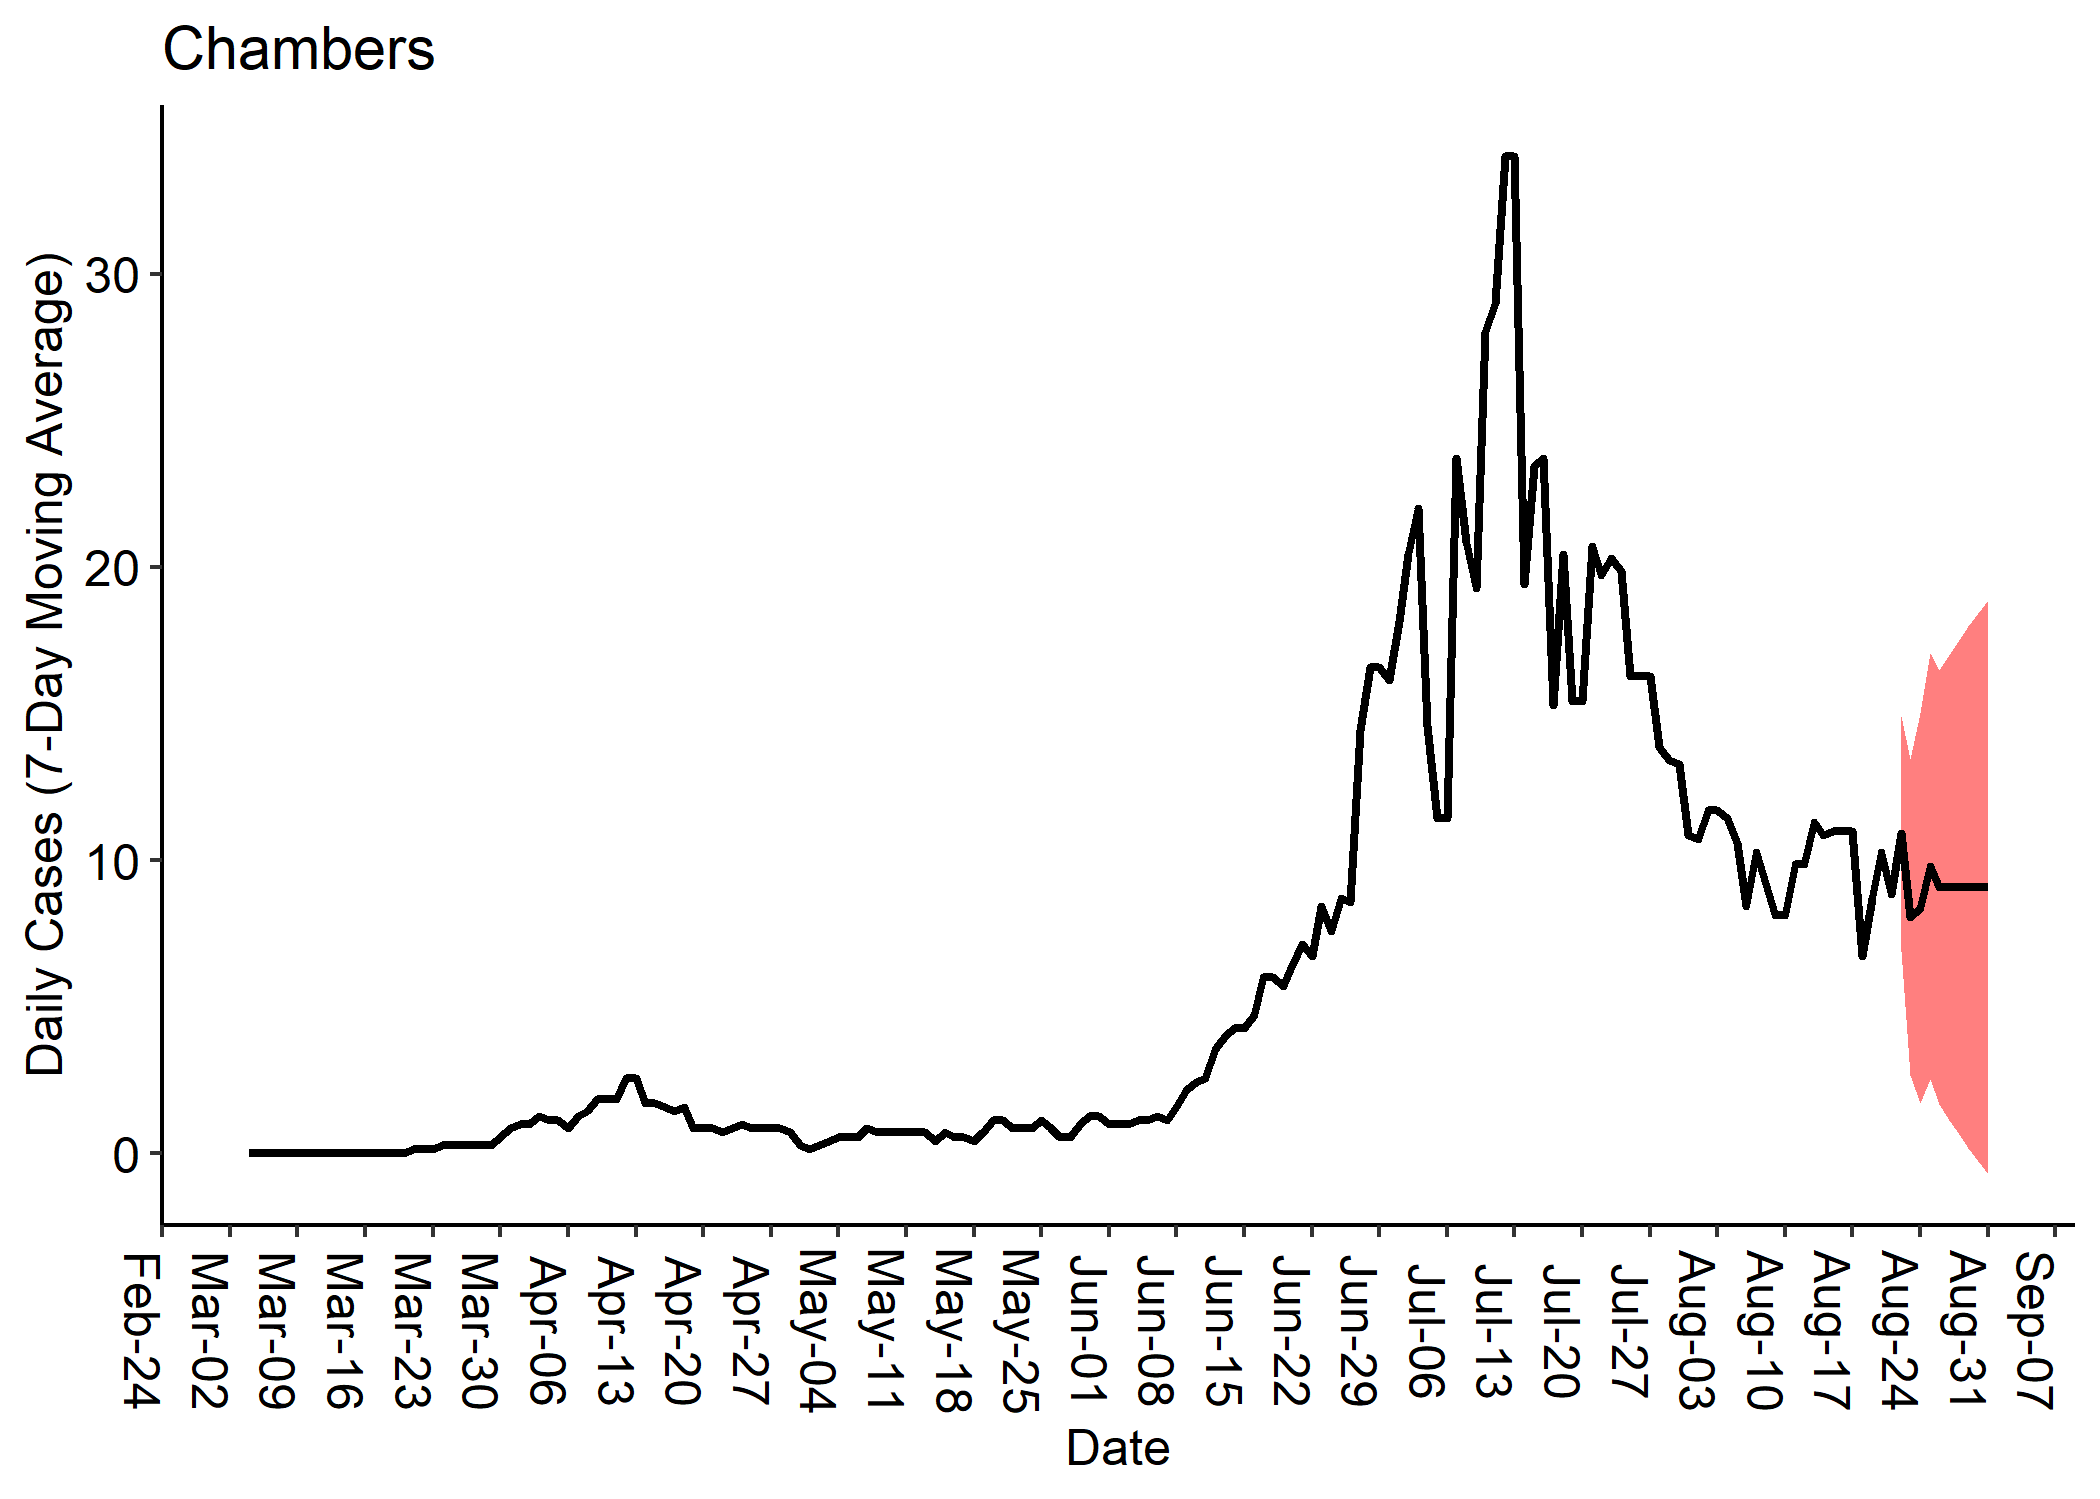 Chambers
Daily Cases (7-Day Moving Average)
30
20
10
0
Feb-24
Mar-02
Mar-09
Mar-16
Mar-23
Mar-30
Apr-06
Apr-13
Apr-20
Apr-27
May-04
May-11
May-18
May-25
Jun-01
Jun-08
Jun-15
Jun-22
Jun-29
Jul-06
Jul-13
Jul-20
Jul-27
Aug-03
Aug-10
Aug-17
Aug-24
Aug-31
Sep-07
Date